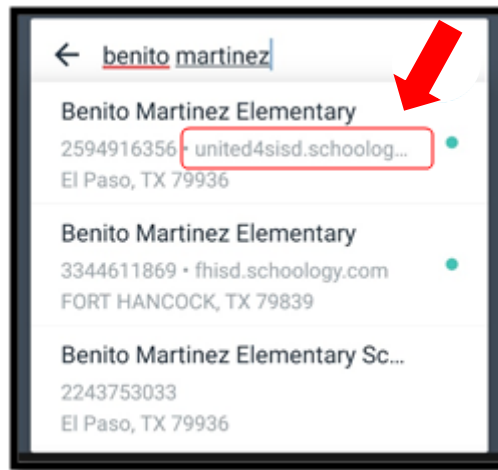 benito martinez
Benito Martinez Elementary
2594916356 • united4sisd.schoolog...
El Paso, TX 79936
Benito Martinez Elementary
3344611869 • fhisd.schoology.com
FORT HANCOCK, TX 79839
Benito Martinez Elementary Sc...
2243753033
El Paso, TX 79936